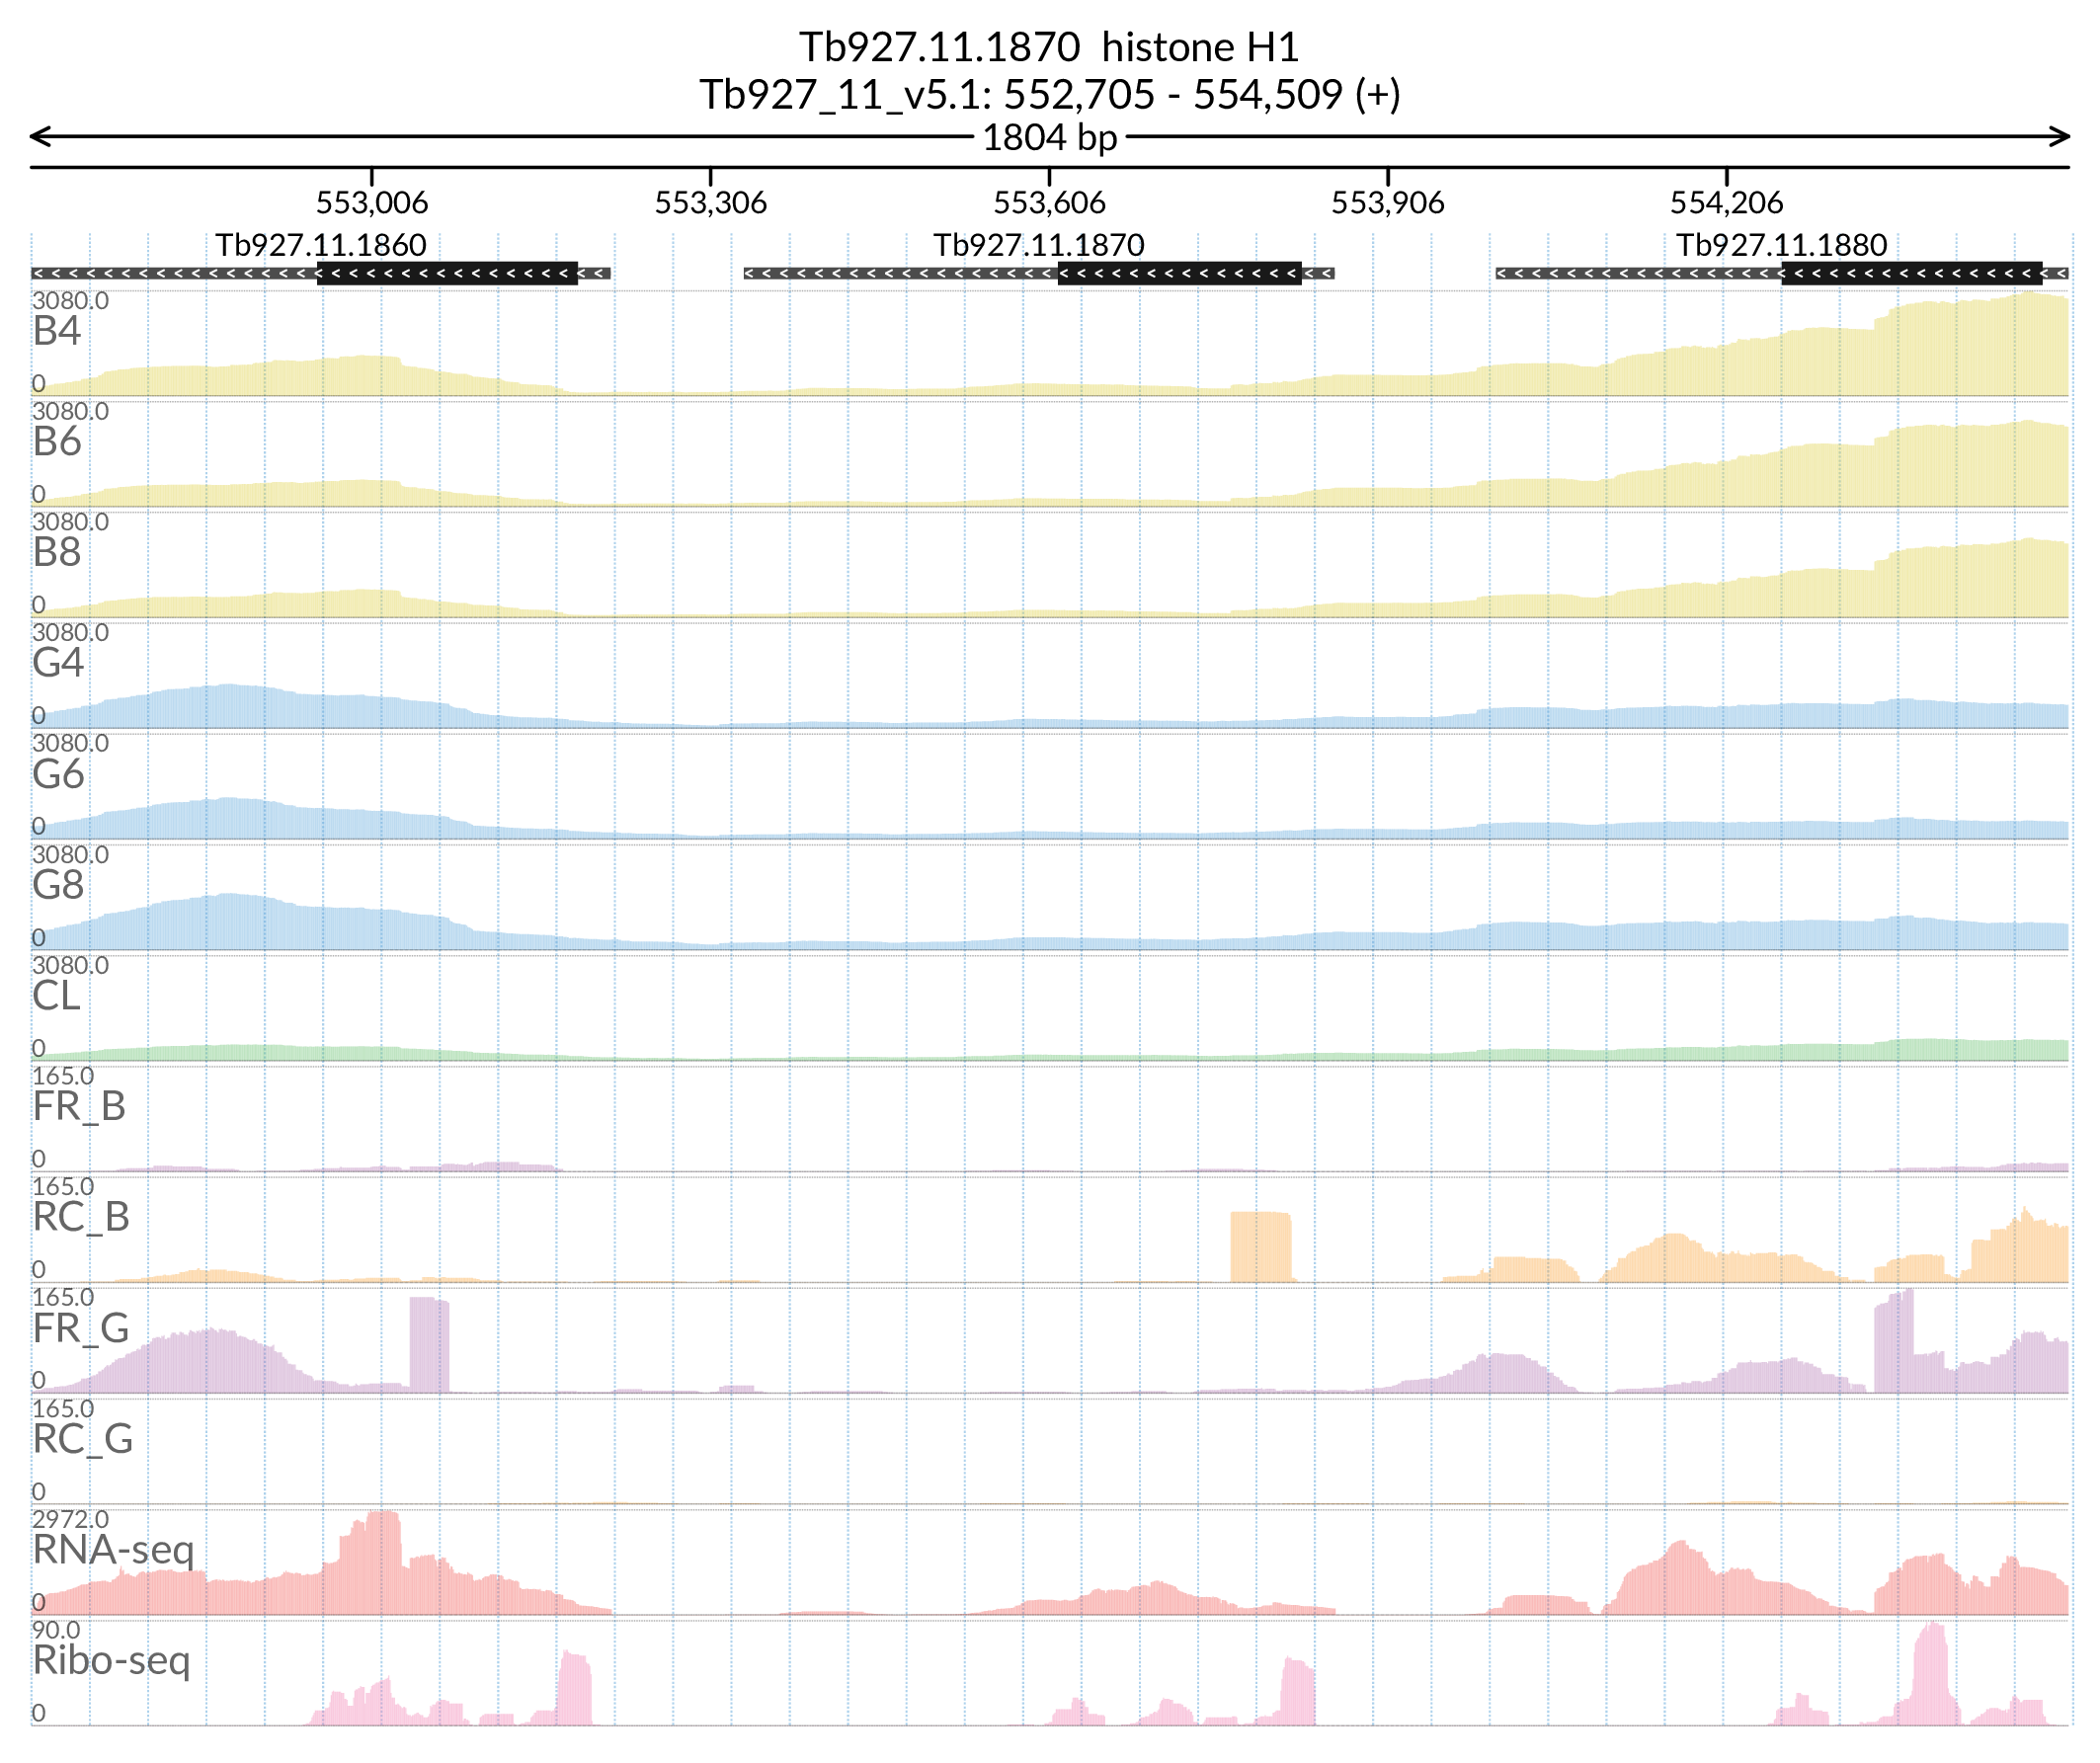 Tb927.11.1870 histone H1
Tb927_11_v5.1: 552,705 - 554,509 (+)
1804 bp
553,006 553,306 553,606 553,906 554,206
Tb927.11.1860 Tb927.11.1870 Tb927.11.1880
3080.0
B4
0
3080.0
B6
0
3080.0
B8
0
3080.0
G4
0
3080.0
G6
0
3080.0
G8
0
3080.0
CL
0
165.0
FR_B
0
165.0
RC_B
0
165.0
FR_G
0
165.0
RC_G
0
2972.0
RNA-seq
0
90.0
Ribo-seq
0